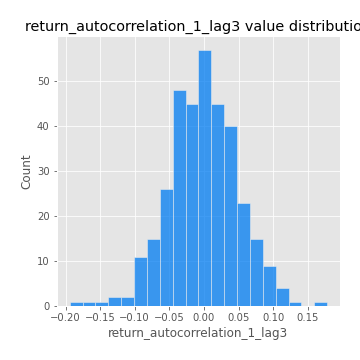 return_autocorrelation_1_lag3 value distributio
Count
50
40
30
20
10
0
−0.20 −0.15 −0.10 −0.05 0.00 0.05 0.10 0.15
return_autocorrelation_1_lag3